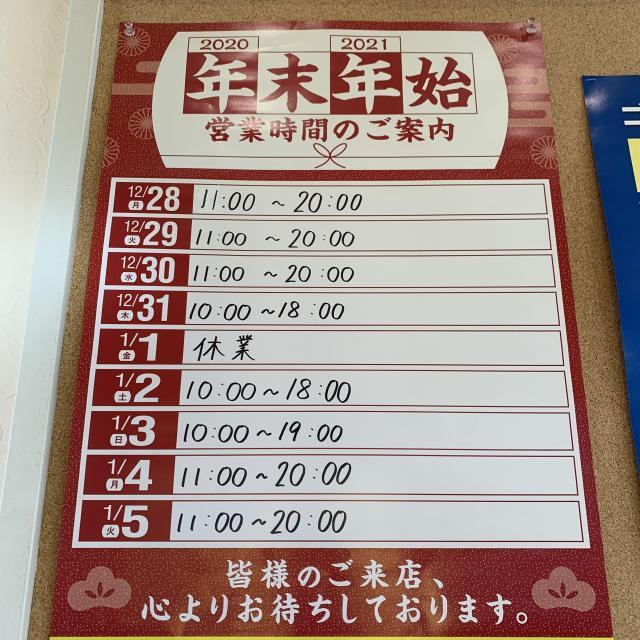 2020 2021
年末年始
営業時間のご案内
12/28 月 11:00 ~ 20:00
12/29 火 11:00 ~ 20:00
12/30 水 11:00 ~ 20:00
12/31 木 10:00~18:00
1/1 金 休業
1/2 土 10:00~18:00
1/3 日 10:00~19:00
1/4 月 11:00~20:00
1/5 火 11:00~20:00
皆様のご来店、
心よりお待ちしております。